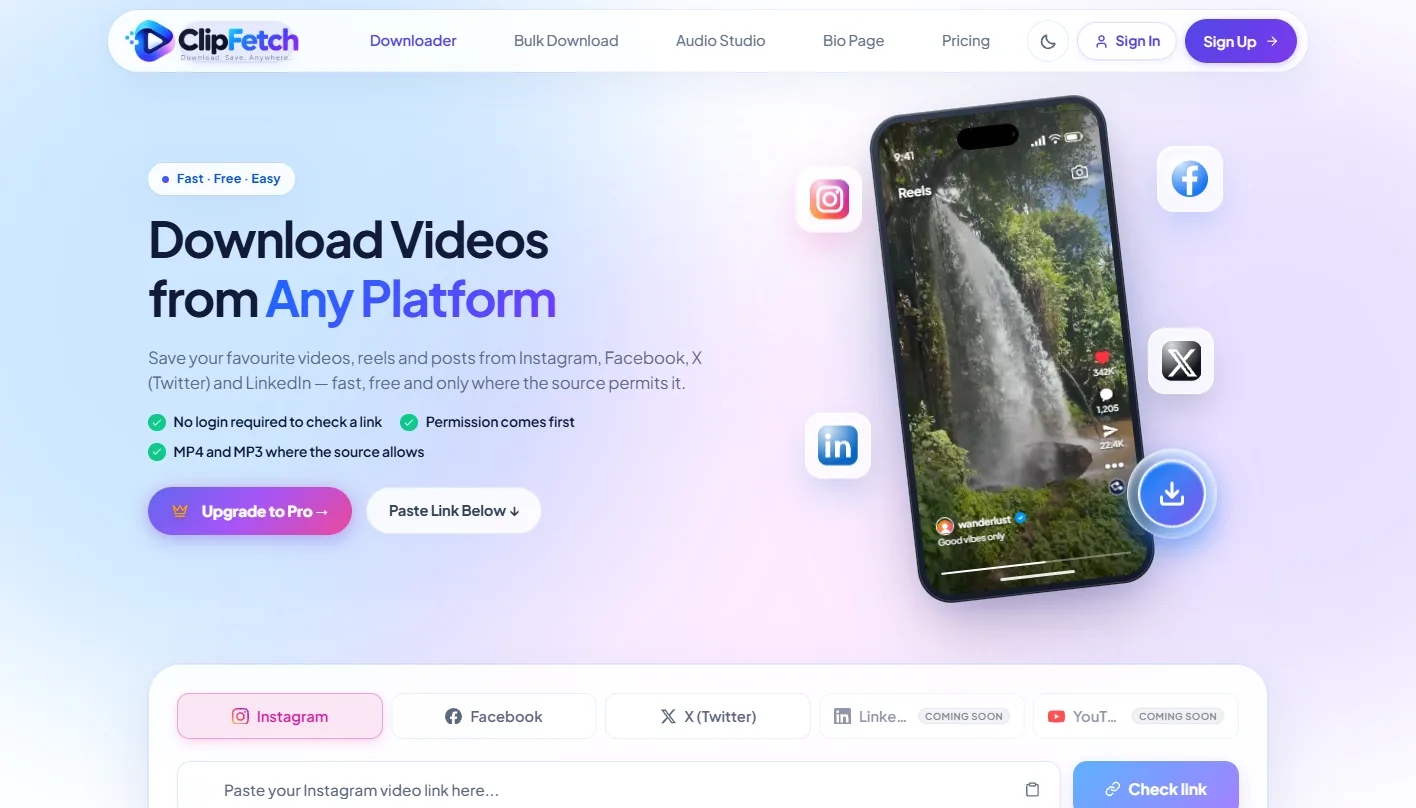 ClipFetch
Download. Save. Anywhere.
Downloader
Bulk Download
Audio Studio
Bio Page
Pricing
Sign In
Sign Up →
Fast · Free · Easy
Download Videos
from Any Platform
Save your favourite videos, reels and posts from Instagram, Facebook, X
(Twitter) and LinkedIn — fast, free and only where the source permits it.
No login required to check a link
Permission comes first
MP4 and MP3 where the source allows
Upgrade to Pro →
Paste Link Below ↓
9:41
Reels
342K
1,205
22.4K
wanderlust
Good vibes only
in
Instagram
Facebook
X (Twitter)
Linke...
COMING SOON
YouT...
COMING SOON
Paste your Instagram video link here...
Check link